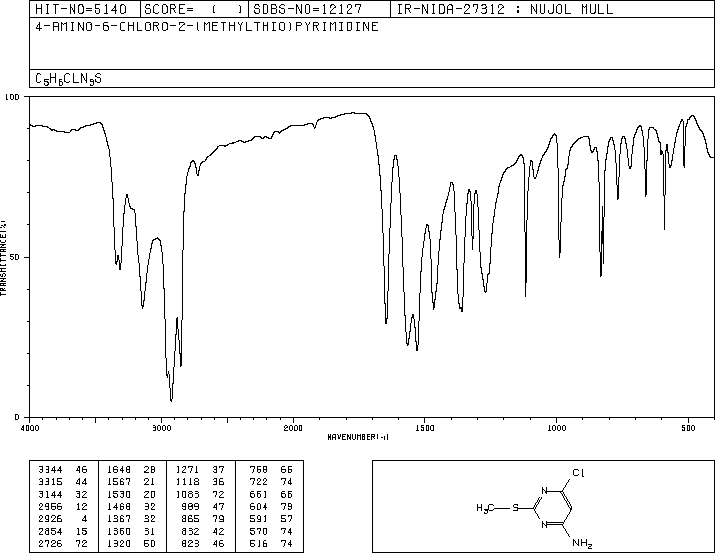 HIT-NO=5140 SCORE= ( ) SDBS-NO=12127 IR-NIDA-27312 : NUJOL MULL
4-AMINO-6-CHLORO-2-(METHYLTHIO)PYRIMIDINE
C5H6CLN3S
100
50
0
TRANSMITTANCE(%)
4000 3000 2000 1500 1000 500
WAVENUMBER(-1)
3344 46 1648 28 1271 37 768 66
3315 44 1567 21 1118 36 722 74
3144 32 1530 20 1083 72 661 66
2956 12 1468 32 989 47 604 79
2926 4 1367 32 865 79 591 57
2854 15 1360 31 832 42 570 74
2726 72 1320 50 823 46 516 74
Cl
N
H3C S
N
NH2